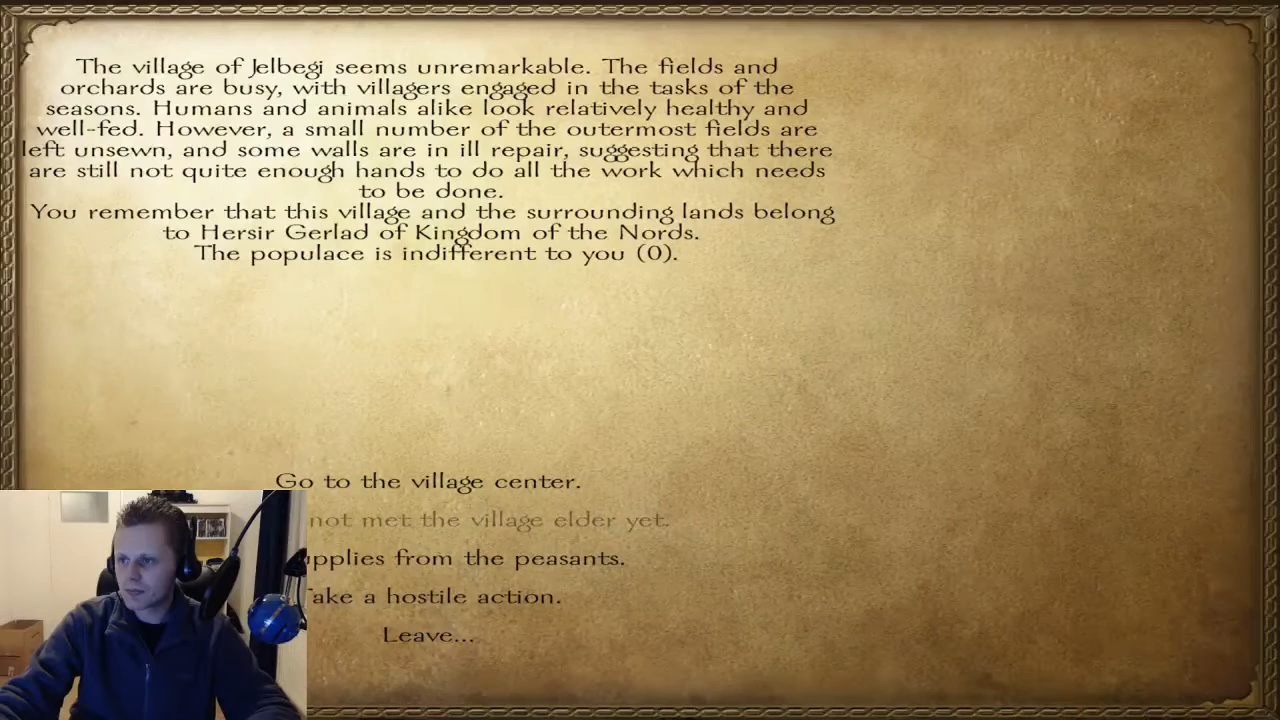 The village of Jelbegi seems unremarkable. The fields and
orchards are busy, with villagers engaged in the tasks of the
seasons. Humans and animals alike look relatively healthy and
well-fed. However, a small number of the outermost fields are
left unsewn, and some walls are in ill repair, suggesting that there
are still not quite enough hands to do all the work which needs
to be done.
You remember that this village and the surrounding lands belong
to Hersir Gerlad of Kingdom of the Nords.
The populace is indifferent to you (0).
Go to the village center.
not met the village elder yet.
from the peasants.
Take a hostile action.
Leave...